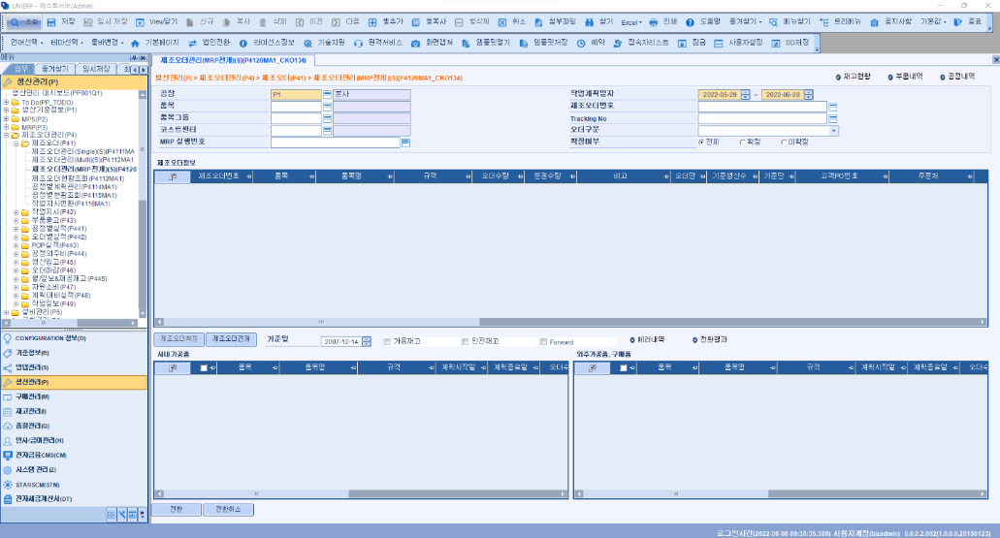 UNIERP - 테스트서버(Admin)
조회 저장 임시 저장 View닫기 신규 복사 삭제 이전 다음 행추가 행복사 행삭제 취소 첨부파일 찾기 Excel 인쇄 도움말 즐겨찾기 메뉴찾기 트리메뉴 공지사항 기본값 종료
언어선택 테마선택 툴바변경 기본페이지 법인전환 라이선스정보 기술지원 원격서비스 화면캡쳐 템플릿열기 템플릿저장 예약 접속자리스트 잠금 사용자설정 DD저장
메뉴
업무 즐겨찾기 임시저장 최
생산관리(P)
생산관리 대시보드(PP001Q1)
To Do(PP_TODO)
생산기준정보(P1)
MPS(P2)
MRP(P3)
제조오더관리(P4)
제조오더(P41)
제조오더관리(Single)(S)(P4111MA
제조오더관리(Multi)(S)(P4112MA1
제조오더관리(MRP전개)(S)(P4120
제조오더현황조회(P4113MA1)
공정별계획관리(P4114MA1)
공정별현황조회(P4115MA1)
작업지시변환(P4116MA1)
작업지시(P42)
부품출고(P43)
공정별실적(P441)
오더별실적(P442)
POP실적(P443)
공정외주비(P444)
생산입고(P45)
오더마감(P46)
월/일보&재공재고(P445)
자원소비(P47)
계획대비실적(P48)
작업일보(P49)
설비관리(P5)
CONFIGURATION 정보(O)
기준정보(B)
영업관리(S)
생산관리(P)
구매관리(M)
재고관리(I)
품질관리(Q)
인사/급여관리(H)
전자금융CMS(CM)
시스템 관리(Z)
STARSCM(STN)
전자세금계산서(DT)
제조오더관리(MRP전개)(S)(P4120MA1_CKO134)
생산관리(P) > 제조오더관리(P4) > 제조오더(P41) > 제조오더관리(MRP전개)(S)(P4120MA1_CKO134)
재고현황 부품내역 공정내역
공장 P1 본사 작업계획일자 2022-05-29 ~ 2022-06-28
품목 제조오더번호
품목그룹 Tracking No
코스트센터 오더구분
MRP 실행번호 확정여부 전체 확정 미확정
제조오더정보
제조오더번호 품목 품목명 규격 오더수량 분권수량 비고 오더단 기준생산수 기준단 고객PO번호 주문처
제조오더확정 제조오더전개 기준일 2007-12-14 가용재고 안전재고 Forward 에러내역 전환결과
사내가공품
품목 품목명 규격 계획시작일 계획종료일 오더수
외주가공품, 구매품
품목 품목명 규격 계획시작일 계획종료일 오더수
전환 전환취소
로그인시간(2022-06-08 09:36:35.380) 사용자계정(bizadmin) 6.0.0.2.002(1.0.0.0,20150123)